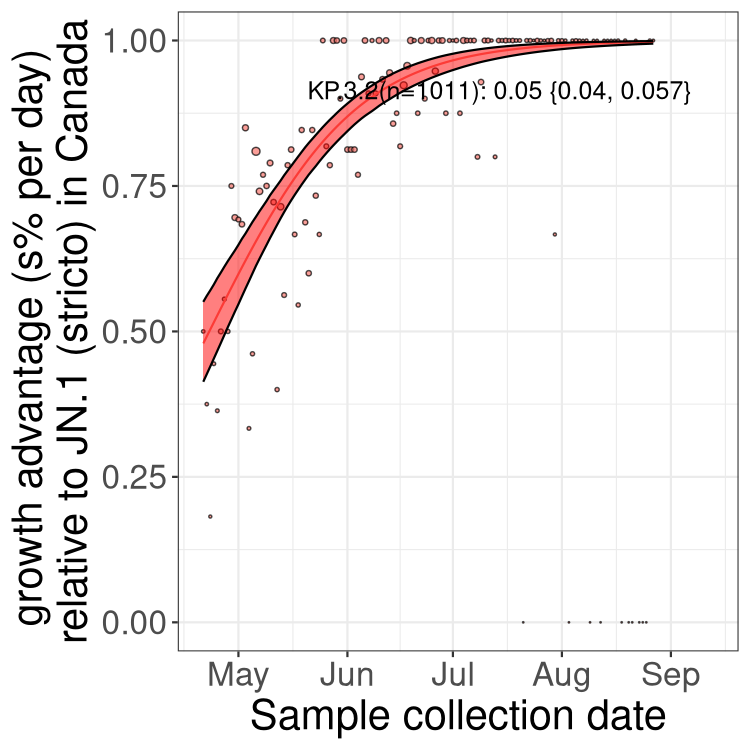 growth advantage (s% per day)
relative to JN.1 (stricto) in Canada
1.00
0.75
0.50
0.25
0.00
KP.3.2(n=1011): 0.05 {0.04, 0.057}
May Jun Jul Aug Sep
Sample collection date